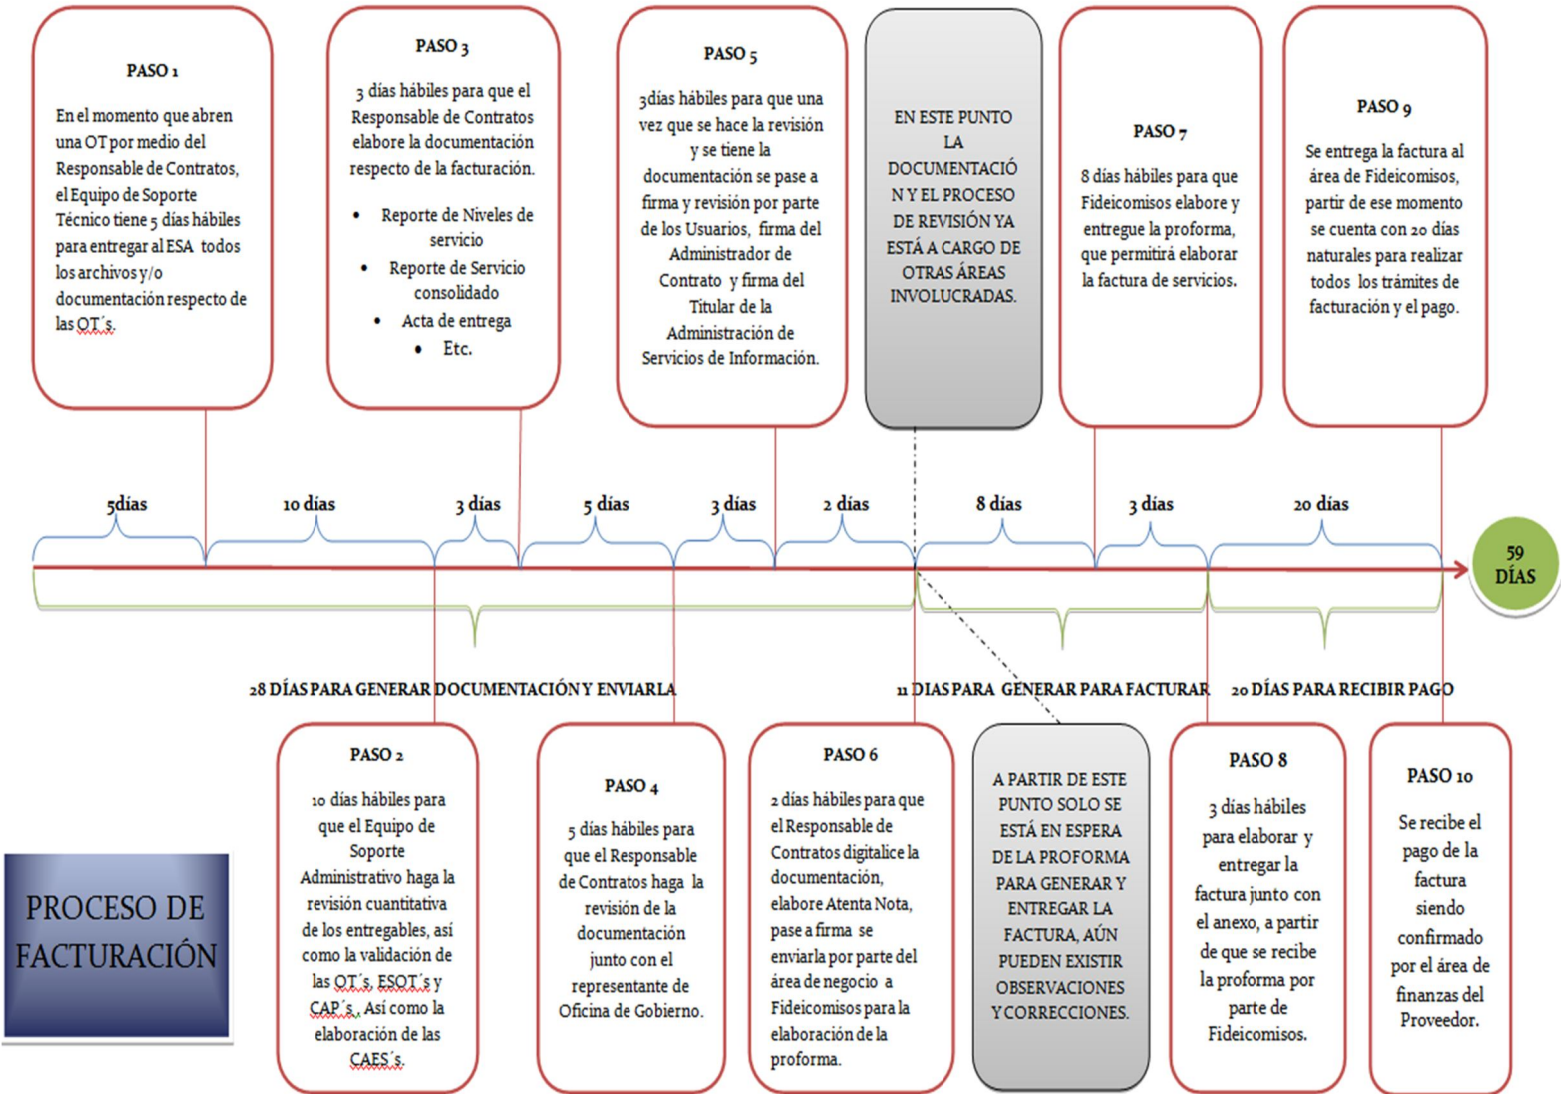 PASO 1
En el momento que abren
una OT por medio del
Responsable de Contratos,
el Equipo de Soporte
Técnico tiene 5 días hábiles
para entregar al ESA todos
los archivos y/o
documentación respecto de
las OT´s.
PASO 3
3 días hábiles para que el
Responsable de Contratos
elabore la documentación
respecto de la facturación.
• Reporte de Niveles de
servicio
• Reporte de Servicio
consolidado
• Acta de entrega
• Etc.
PASO 5
3días hábiles para que una
vez que se hace la revisión
y se tiene la
documentación se pase a
firma y revisión por parte
de los Usuarios, firma del
Administrador de
Contrato y firma del
Titular de la
Administración de
Servicios de Información.
EN ESTE PUNTO
LA
DOCUMENTACIÓ
N Y EL PROCESO
DE REVISIÓN YA
ESTÁ A CARGO DE
OTRAS ÁREAS
INVOLUCRADAS.
PASO 7
8 días hábiles para que
Fideicomisos elabore y
entregue la proforma,
que permitirá elaborar
la factura de servicios.
PASO 9
Se entrega la factura al
área de Fideicomisos,
partir de ese momento
se cuenta con 20 días
naturales para realizar
todos los trámites de
facturación y el pago.
5días
10 días
3 días
5 días
3 días
2 días
8 días
3 días
20 días
59
DÍAS
28 DÍAS PARA GENERAR DOCUMENTACIÓN Y ENVIARLA
11 DIAS PARA GENERAR PARA FACTURAR
20 DÍAS PARA RECIBIR PAGO
PROCESO DE
FACTURACIÓN
PASO 2
10 días hábiles para
que el Equipo de
Soporte
Administrativo haga la
revisión cuantitativa
de los entregables, así
como la validación de
las OT´s, ESOT´s y
CAP´s,. Así como la
elaboración de las
CAES´s.
PASO 4
5 días hábiles para
que el Responsable
de Contratos haga la
revisión de la
documentación
junto con el
representante de
Oficina de Gobierno.
PASO 6
2 días hábiles para que
el Responsable de
Contratos digitalice la
documentación,
elabore Atenta Nota,
pase a firma se
enviarla por parte del
área de negocio a
Fideicomisos para la
elaboración de la
proforma.
A PARTIR DE ESTE
PUNTO SOLO SE
ESTÁ EN ESPERA
DE LA PROFORMA
PARA GENERAR Y
ENTREGAR LA
FACTURA, AÚN
PUEDEN EXISTIR
OBSERVACIONES
Y CORRECCIONES.
PASO 8
3 días hábiles
para elaborar y
entregar la
factura junto con
el anexo, a partir
de que se recibe
la proforma por
parte de
Fideicomisos.
PASO 10
Se recibe el
pago de la
factura
siendo
confirmado
por el área de
finanzas del
Proveedor.